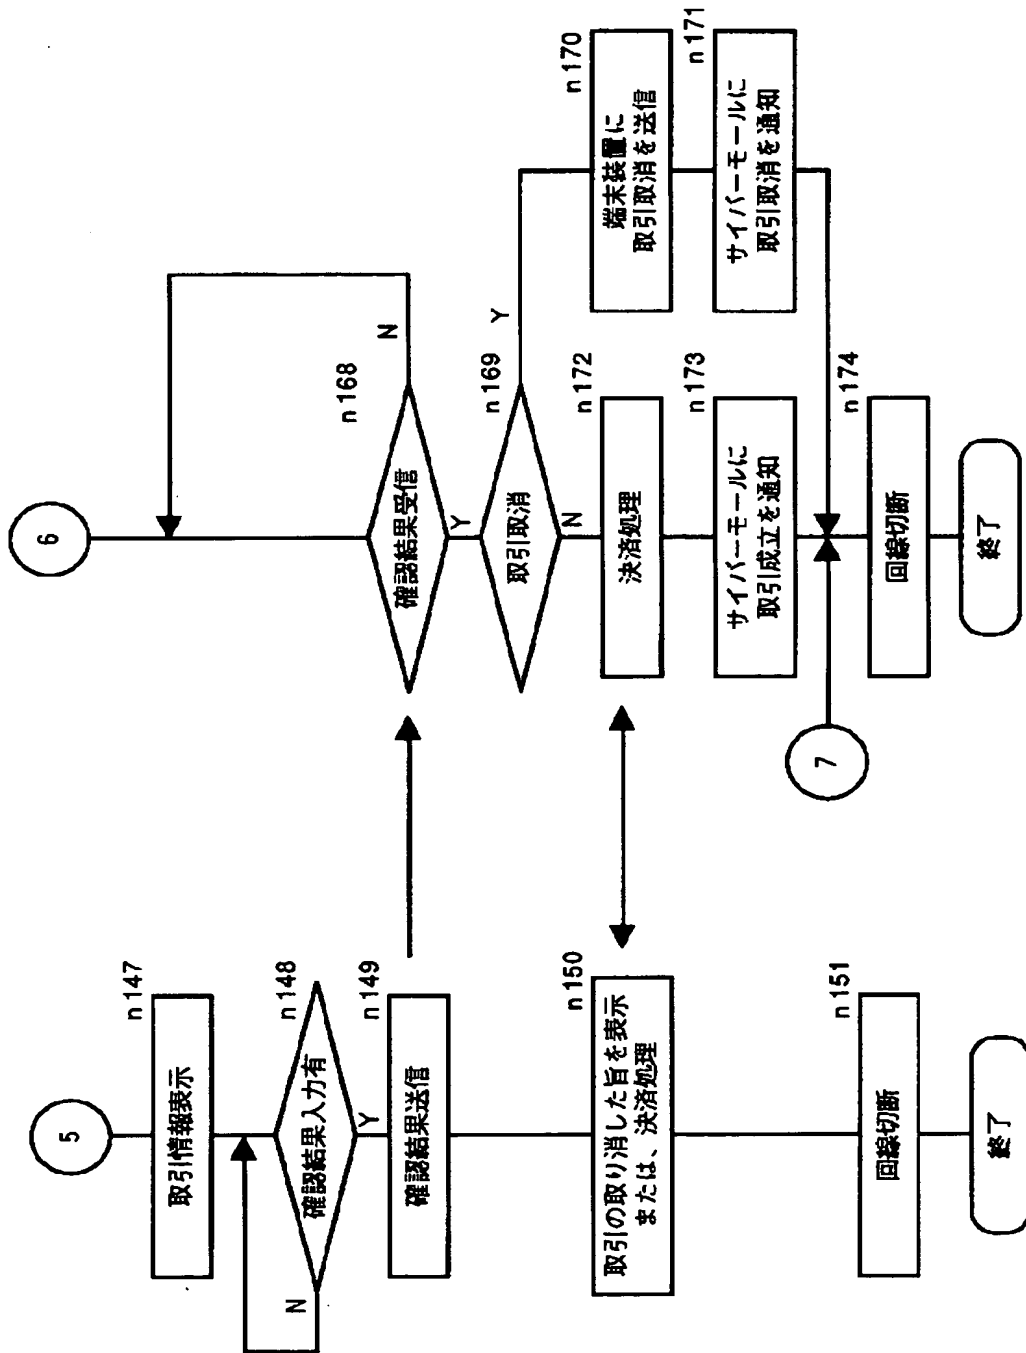 5
n147
取引情報表示
n148
確認結果入力有
N
Y
n149
確認結果送信
n150
取引の取り消した旨を表示
または、決済処理
n151
回線切断
終了
6
n168
確認結果受信
N
Y
n169
取引取消
Y
N
n170
端末装置に
取引取消を送信
n171
サイバーモールに
取引取消を通知
n172
決済処理
n173
サイバーモールに
取引成立を通知
7
n174
回線切断
終了